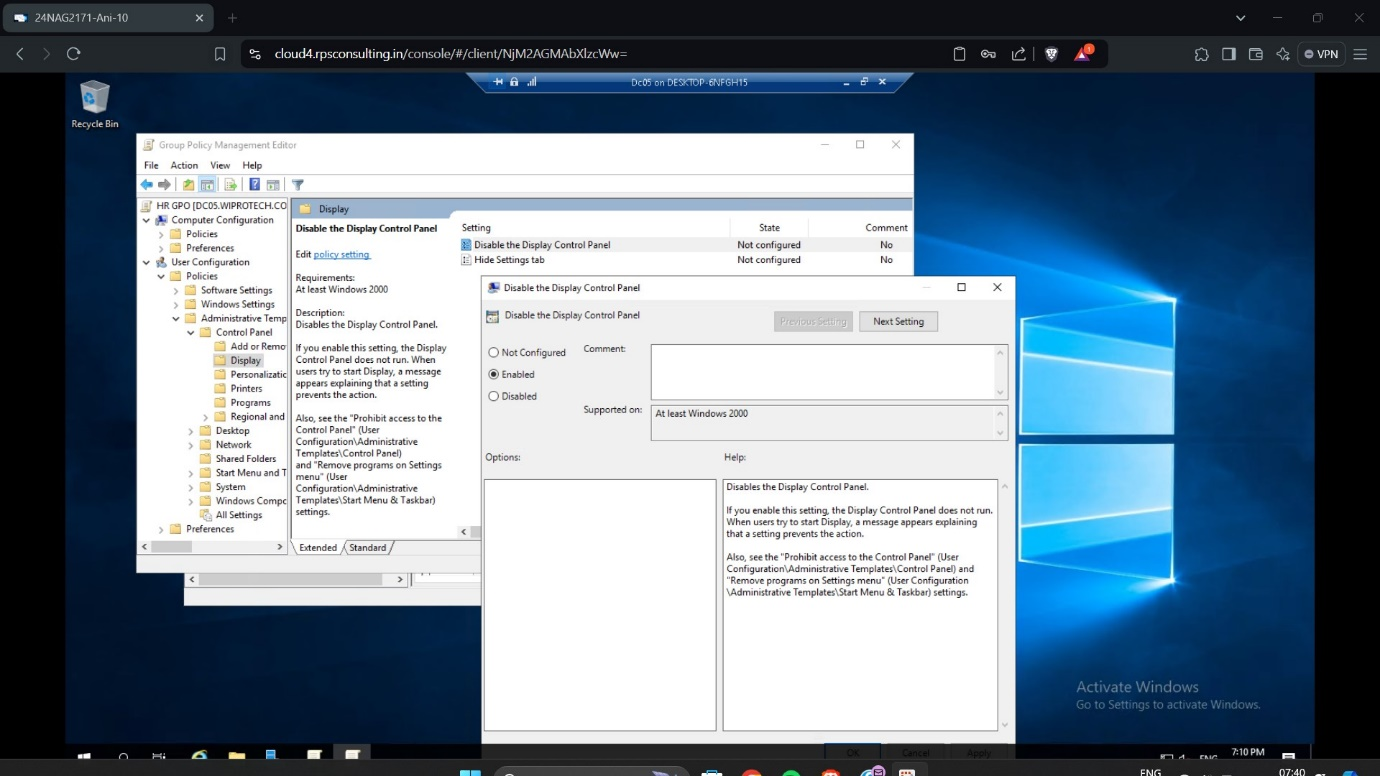 24NAG2171-Ani-10
cloud4.rpsconsulting.in/console/#/client/NjM2AGMAbXlzcWw=
1
VPN
Dc05 on DESKTOP-6NFGH15
Recycle Bin
Group Policy Management Editor
File Action View Help
HR GPO [DC05.WIPROTECH.CO
Computer Configuration
Policies
Preferences
User Configuration
Policies
Software Settings
Windows Settings
Administrative Temp
Control Panel
Add or Remo
Display
Personalizatic
Printers
Programs
Regional and
Desktop
Network
Shared Folders
Start Menu and T
System
Windows Compc
All Settings
Preferences
Display
Disable the Display Control Panel
Edit policy setting
Requirements:
At least Windows 2000
Description:
Disables the Display Control Panel.
If you enable this setting, the Display
Control Panel does not run. When
users try to start Display, a message
appears explaining that a setting
prevents the action.
Also, see the "Prohibit access to the
Control Panel" (User
Configuration\Administrative
Templates\Control Panel)
and "Remove programs on Settings
menu" (User
Configuration\Administrative
Templates\Start Menu & Taskbar)
settings.
Setting State Comment
Disable the Display Control Panel Not configured No
Hide Settings tab Not configured No
Extended Standard
Disable the Display Control Panel
Disable the Display Control Panel
Previous Setting Next Setting
Not Configured
Enabled
Disabled
Comment:
Supported on: At least Windows 2000
Options: Help:
Disables the Display Control Panel.
If you enable this setting, the Display Control Panel does not run.
When users try to start Display, a message appears explaining
that a setting prevents the action.
Also, see the "Prohibit access to the Control Panel" (User
Configuration\Administrative Templates\Control Panel) and
"Remove programs on Settings menu" (User Configuration
\Administrative Templates\Start Menu & Taskbar) settings.
OK Cancel Apply
Activate Windows
Go to Settings to activate Windows.
ENG 7:10 PM
ENG 07:40